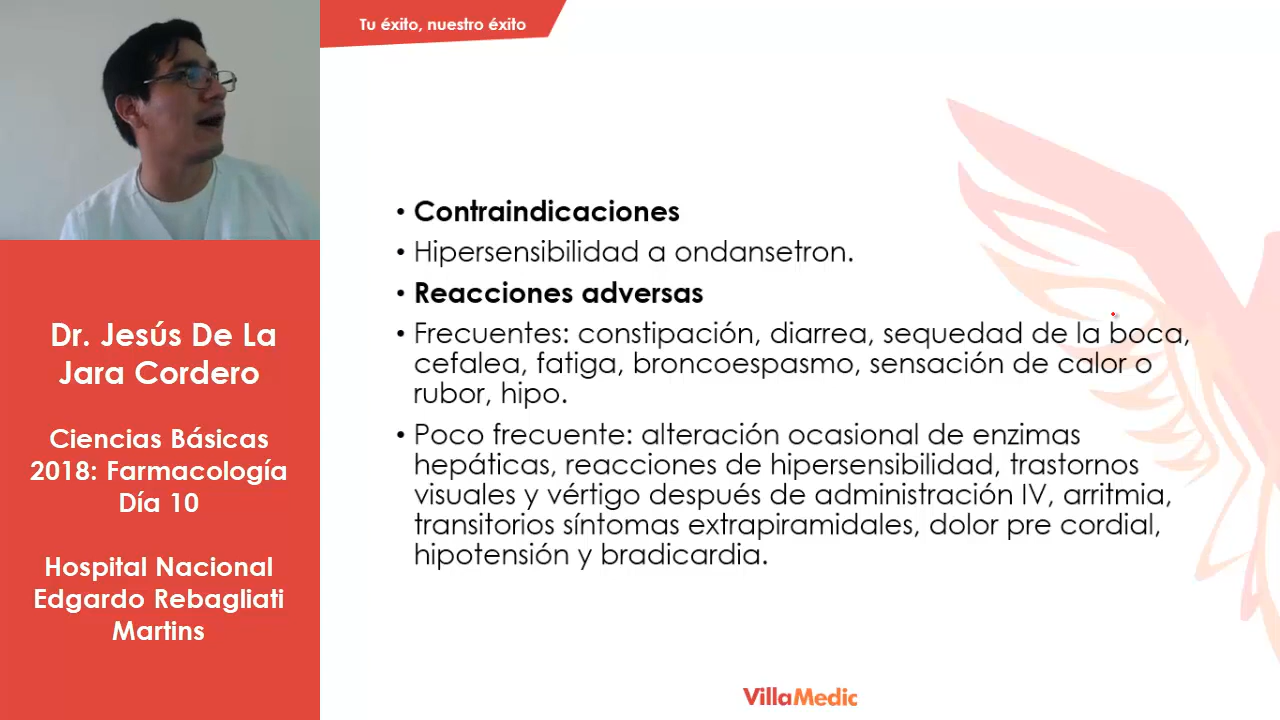 Tu éxito, nuestro éxito
• Contraindicaciones
• Hipersensibilidad a ondansetron.
• Reacciones adversas
• Frecuentes: constipación, diarrea, sequedad de la boca,
cefalea, fatiga, broncoespasmo, sensación de calor o
rubor, hipo.
• Poco frecuente: alteración ocasional de enzimas
hepáticas, reacciones de hipersensibilidad, trastornos
visuales y vértigo después de administración IV, arritmia,
transitorios síntomas extrapiramidales, dolor pre cordial,
hipotensión y bradicardia.
Dr. Jesús De La
Jara Cordero
Ciencias Básicas
2018: Farmacología
Día 10
Hospital Nacional
Edgardo Rebagliati
Martins
VillaMedic